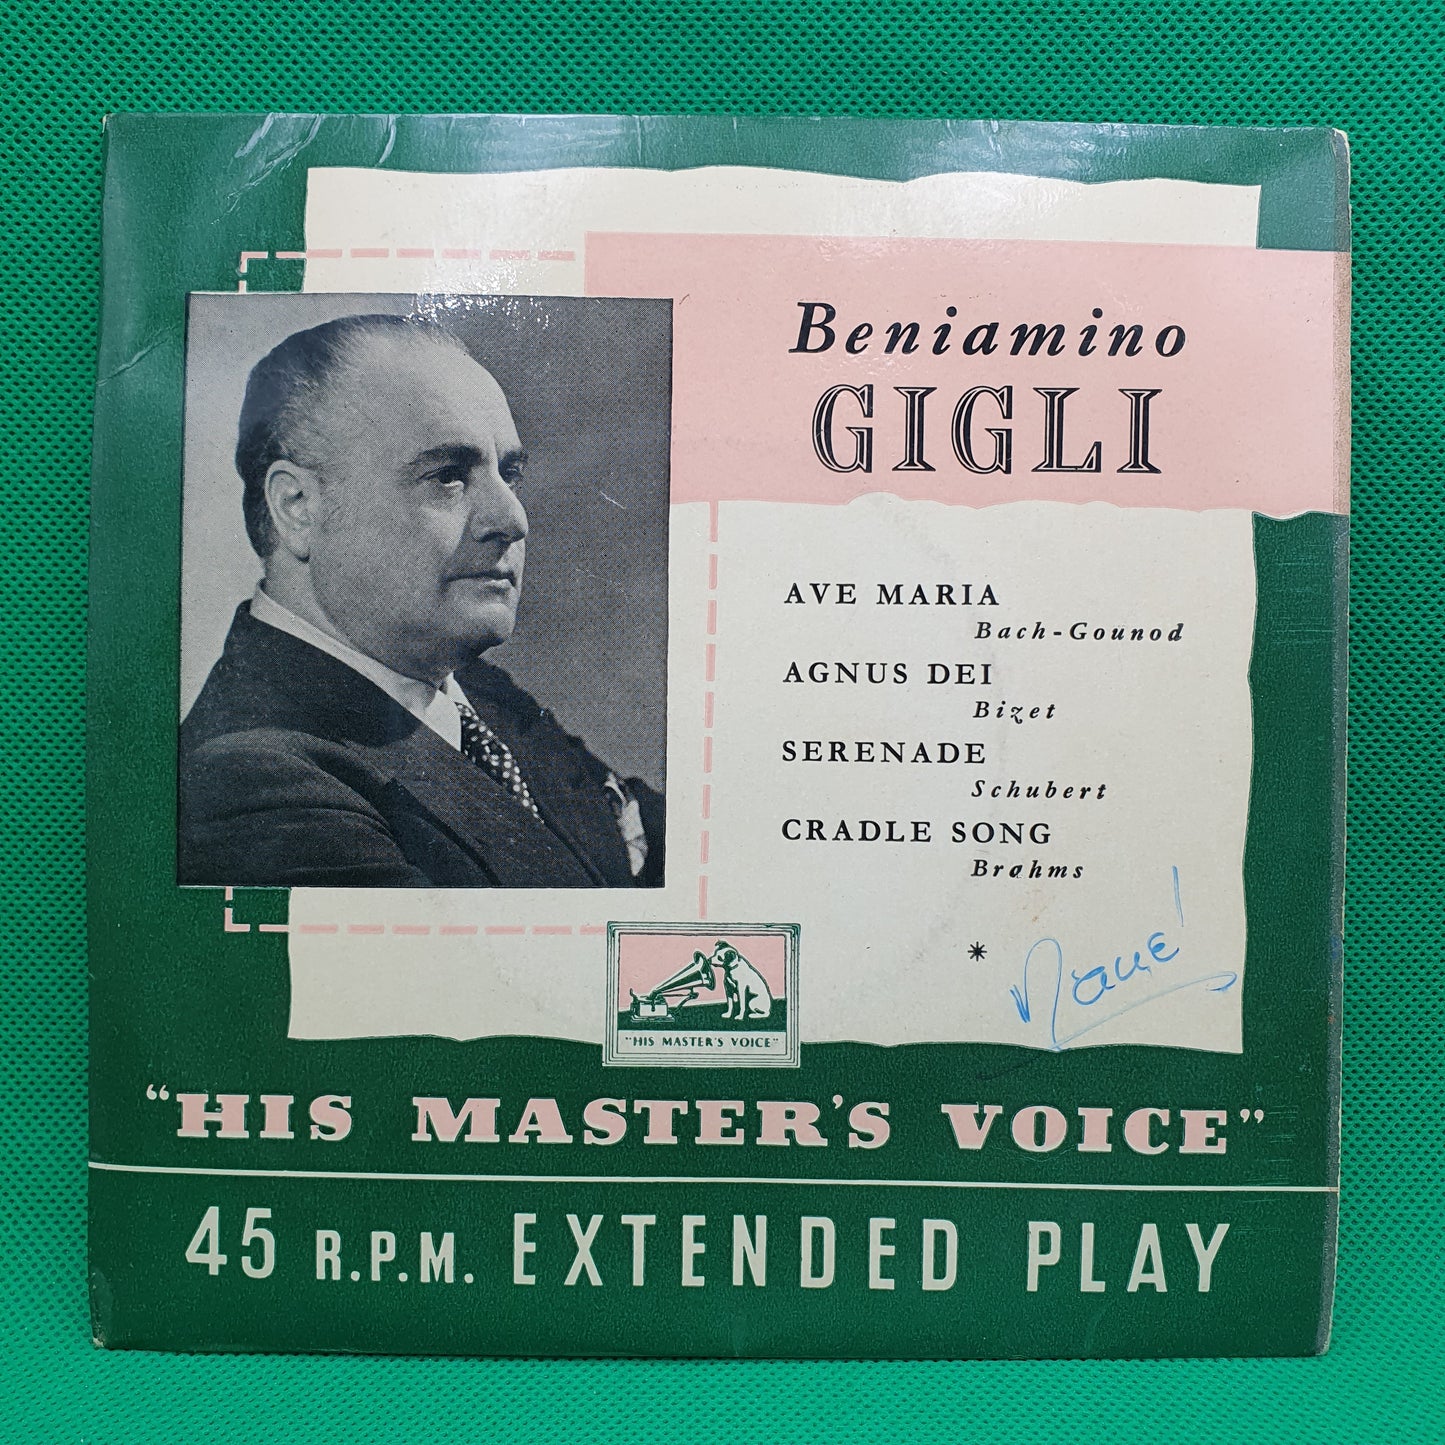 Beniamino
GIGLI
AVE MARIA
Bach-Gounod
AGNUS DEI
Bizet
SERENADE
Schubert
CRADLE SONG
Brahms
*
"HIS MASTER'S VOICE"
“HIS MASTER'S VOICE”
45 R.P.M. EXTENDED PLAY